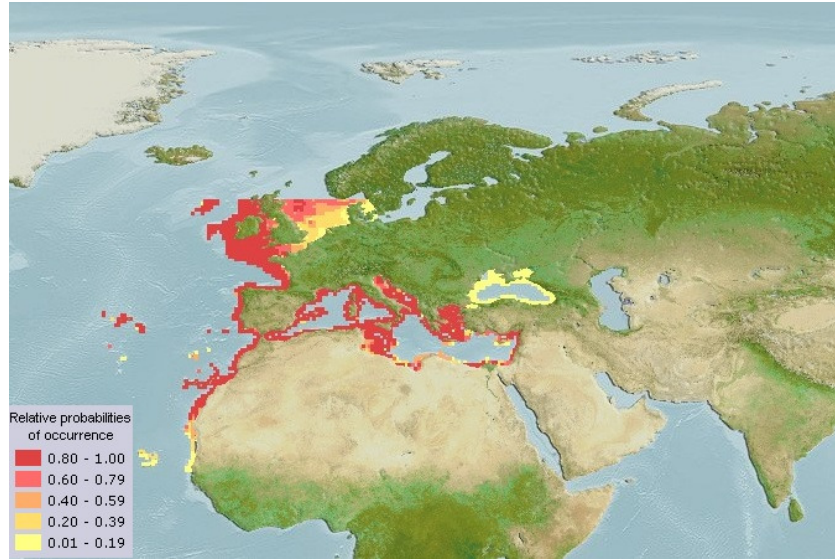 Relative probabilities
of occurrence
0.80 - 1.00
0.60 - 0.79
0.40 - 0.59
0.20 - 0.39
0.01 - 0.19